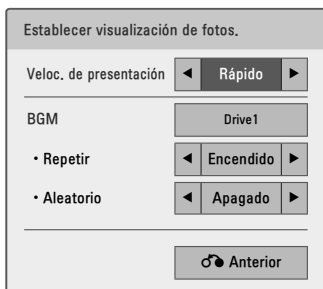 Establecer visualización de fotos.
Veloc. de presentación ◄ Rápido ►
BGM Drive1
• Repetir ◄ Encendido ►
• Aleatorio ◄ Apagado ►
Anterior